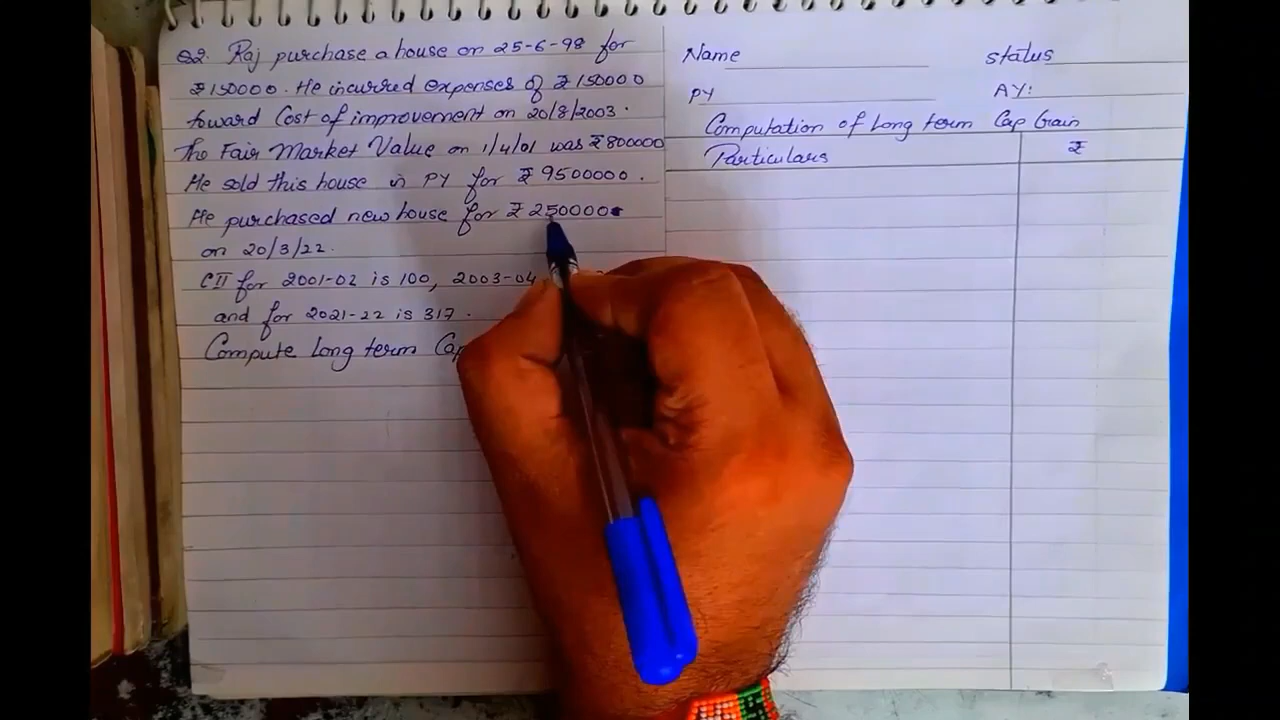 Q2. Raj purchase a house on 25-6-98 for
₹150000. He incurred expenses of ₹150000
toward Cost of improvement on 20/8/2003.
The Fair Market Value on 1/4/01 was ₹800000
He sold this house in PY for ₹9500000.
He purchased new house for ₹250000
on 20/3/22.
CII for 2001-02 is 100, 2003-04
and for 2021-22 is 317.
Compute Long term Cap
Name
Status
PY
AY:
Computation of Long term Cap Gain
Particulars
₹